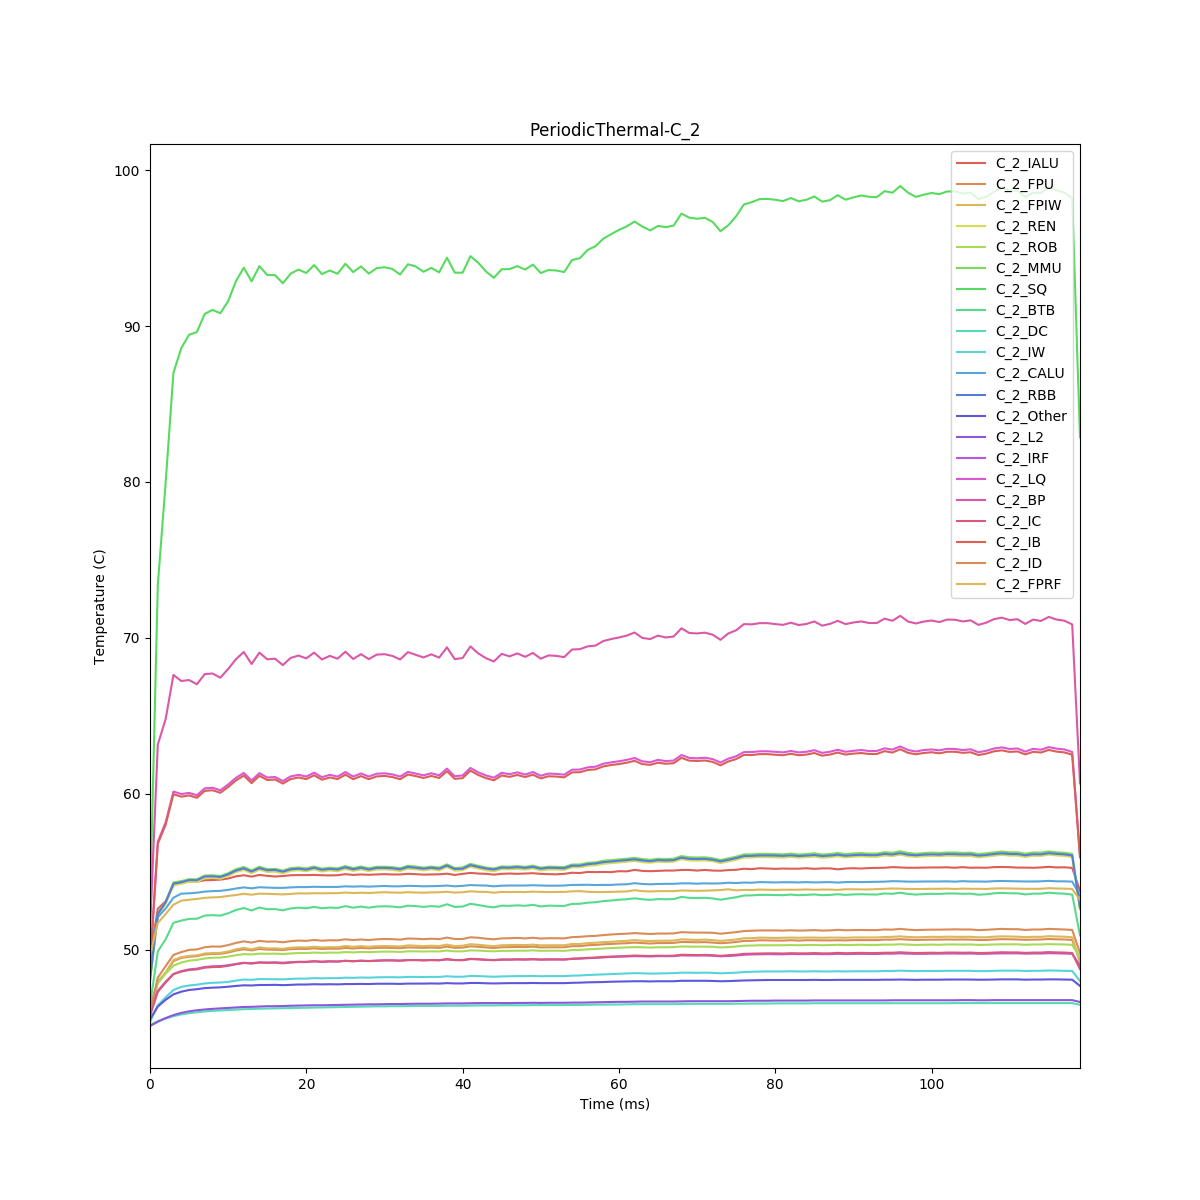 PeriodicThermal-C_2
100
90
80
70
60
50
Temperature (C)
0 20 40 60 80 100
Time (ms)
C_2_IALU
C_2_FPU
C_2_FPIW
C_2_REN
C_2_ROB
C_2_MMU
C_2_SQ
C_2_BTB
C_2_DC
C_2_IW
C_2_CALU
C_2_RBB
C_2_Other
C_2_L2
C_2_IRF
C_2_LQ
C_2_BP
C_2_IC
C_2_IB
C_2_ID
C_2_FPRF